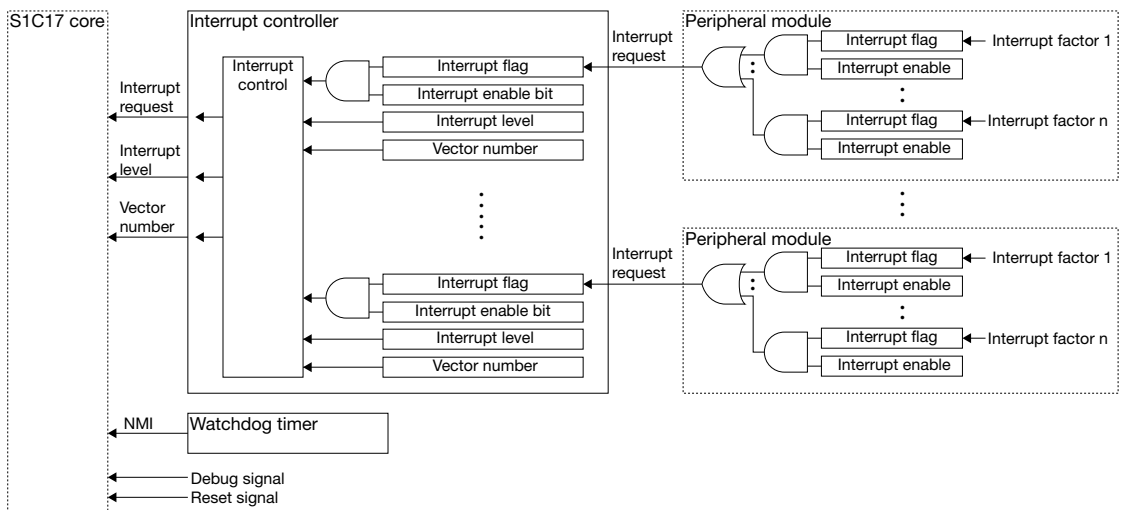 S1C17 core
Interrupt controller
Peripheral module
Interrupt
request
Interrupt flag
Interrupt factor 1
Interrupt enable
Interrupt flag
Interrupt factor n
Interrupt enable
Interrupt
control
Interrupt flag
Interrupt enable bit
Interrupt level
Vector number
Interrupt
request
Interrupt
level
Vector
number
Peripheral module
Interrupt
request
Interrupt flag
Interrupt factor 1
Interrupt enable
Interrupt flag
Interrupt factor n
Interrupt enable
Interrupt flag
Interrupt enable bit
Interrupt level
Vector number
NMI
Watchdog timer
Debug signal
Reset signal